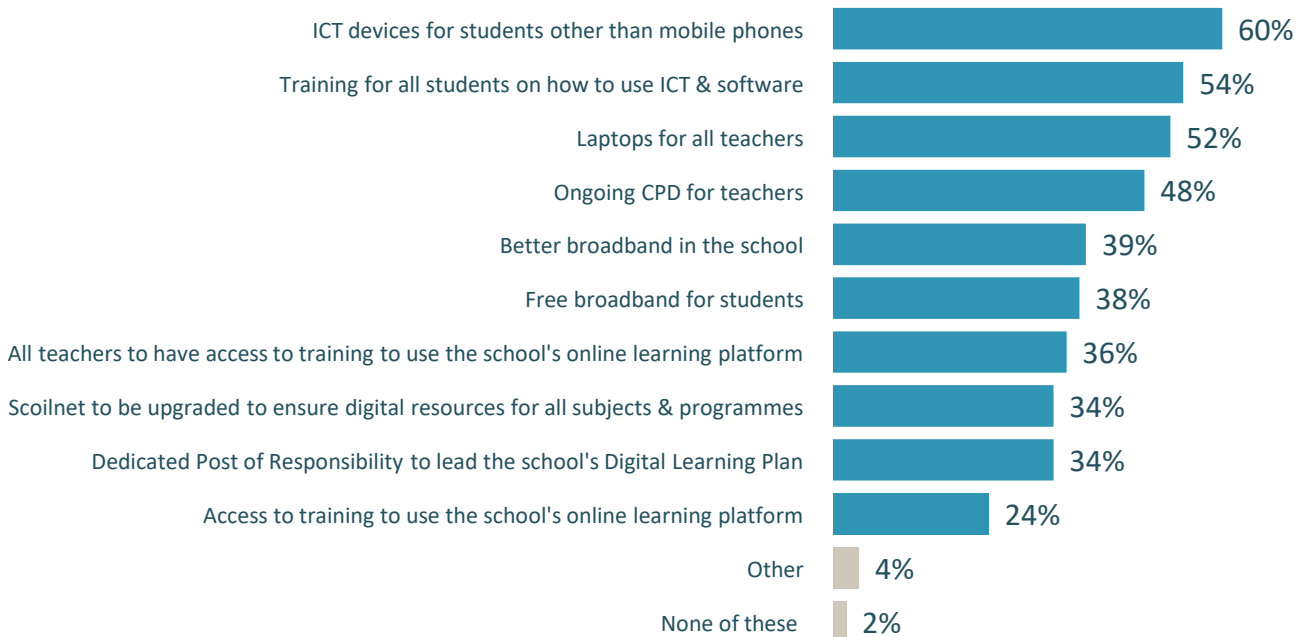 ICT devices for students other than mobile phones 60%
Training for all students on how to use ICT & software 54%
Laptops for all teachers 52%
Ongoing CPD for teachers 48%
Better broadband in the school 39%
Free broadband for students 38%
All teachers to have access to training to use the school's online learning platform 36%
Scoilnet to be upgraded to ensure digital resources for all subjects & programmes 34%
Dedicated Post of Responsibility to lead the school's Digital Learning Plan 34%
Access to training to use the school's online learning platform 24%
Other 4%
None of these 2%